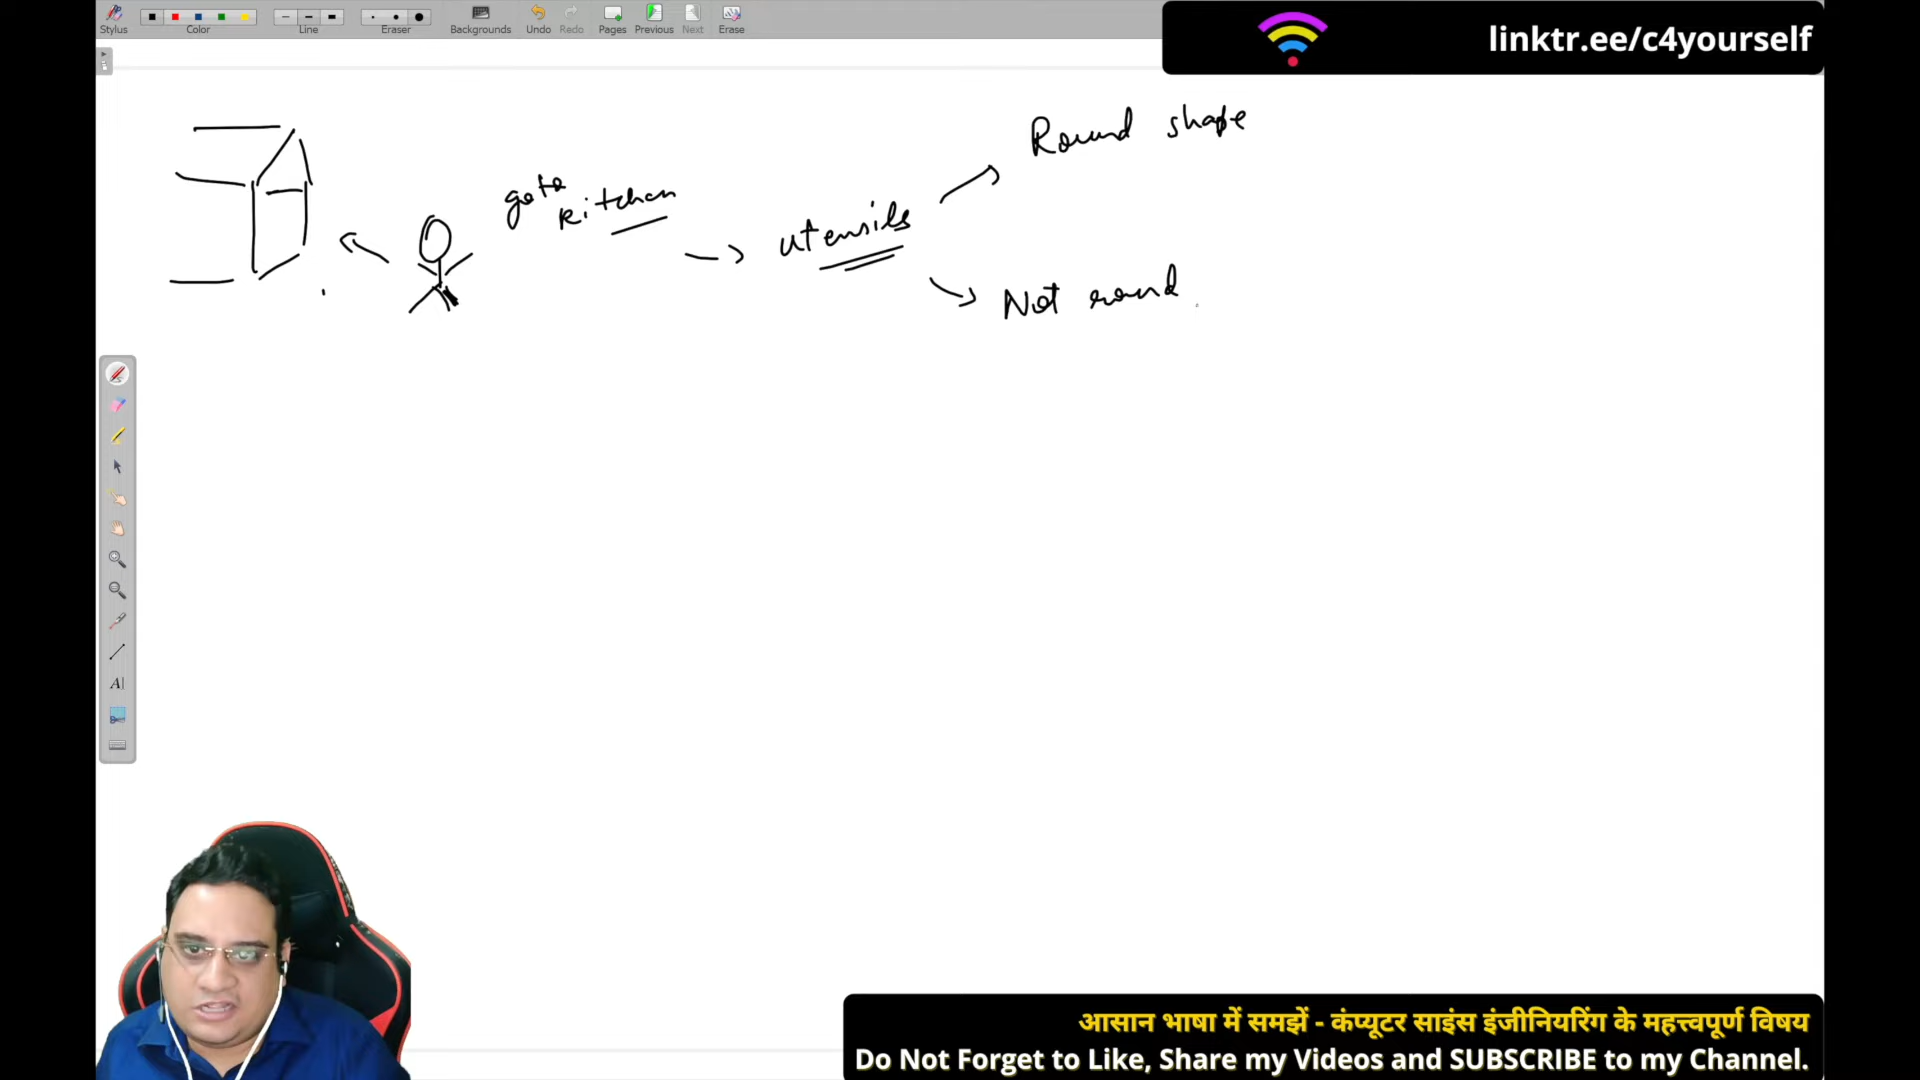 Stylus
Color
Line
Eraser
Backgrounds
Undo
Redo
Pages
Previous
Next
Erase
linktr.ee/c4yourself
Round shape
go to
kitchen
utensils
Not round
A
आसान भाषा में समझें - कंप्यूटर साइंस इंजीनियरिंग के महत्त्वपूर्ण विषय
Do Not Forget to Like, Share my Videos and SUBSCRIBE to my Channel.